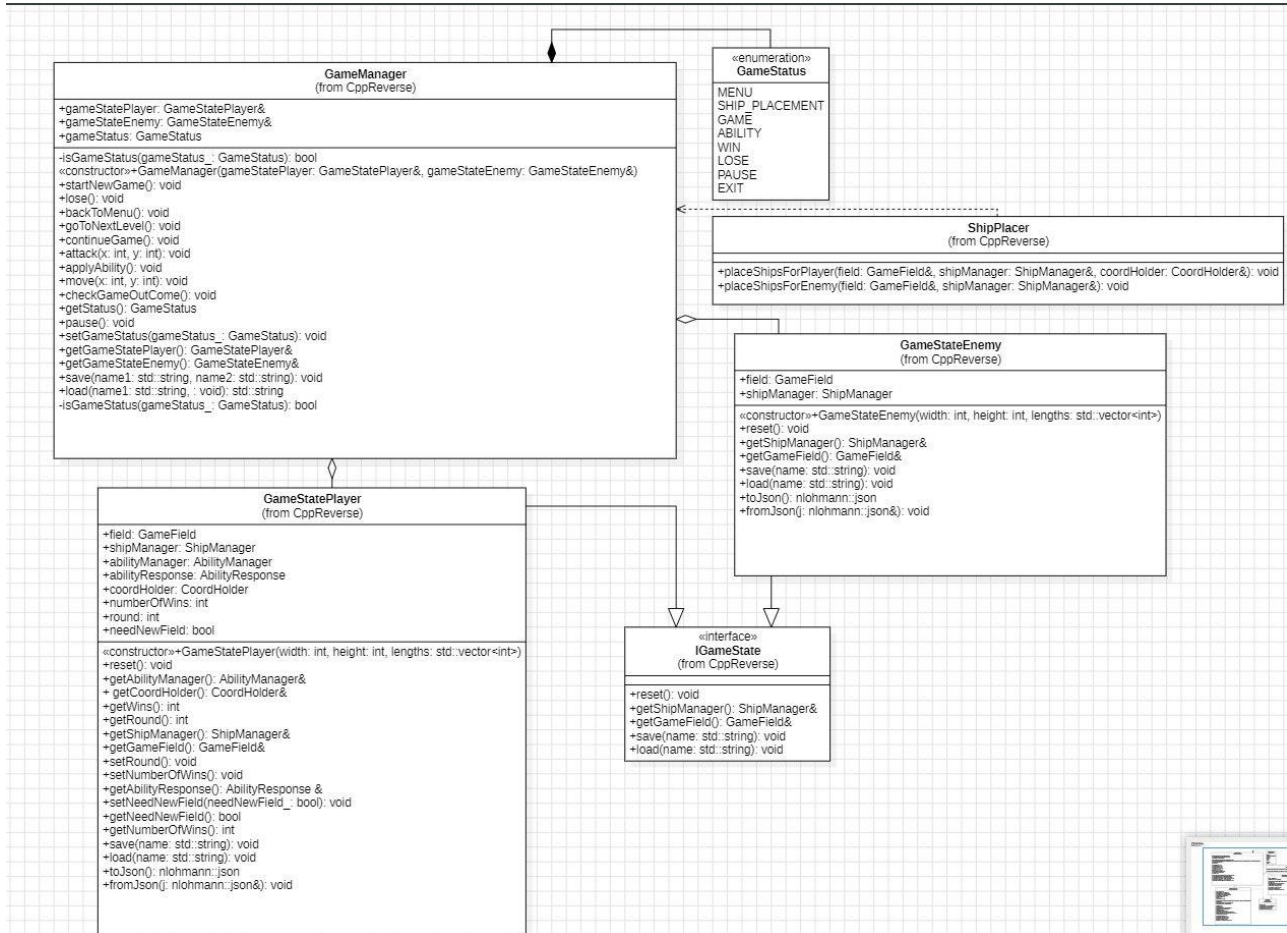 GameManager
(from CppReverse)
+gameStatePlayer: GameStatePlayer&
+gameStateEnemy: GameStateEnemy&
+gameStatus: GameStatus
-isGameStatus(gameStatus_: GameStatus): bool
«constructor»+GameManager(gameStatePlayer: GameStatePlayer&, gameStateEnemy: GameStateEnemy&)
+startNewGame(): void
+lose(): void
+backToMenu(): void
+goToNextLevel(): void
+continueGame(): void
+attack(x: int, y: int): void
+applyAbility(): void
+move(x: int, y: int): void
+checkGameOutCome(): void
+getStatus(): GameStatus
+pause(): void
+setGameStatus(gameStatus_: GameStatus): void
+getGameStatePlayer(): GameStatePlayer&
+getGameStateEnemy(): GameStateEnemy&
+save(name1: std::string, name2: std::string): void
+load(name1: std::string, : void): std::string
-isGameStatus(gameStatus_: GameStatus): bool
«enumeration»
GameStatus
MENU
SHIP_PLACEMENT
GAME
ABILITY
WIN
LOSE
PAUSE
EXIT
ShipPlacer
(from CppReverse)
+placeShipsForPlayer(field: GameField&, shipManager: ShipManager&, coordHolder: CoordHolder&): void
+placeShipsForEnemy(field: GameField&, shipManager: ShipManager&): void
GameStateEnemy
(from CppReverse)
+field: GameField
+shipManager: ShipManager
«constructor»+GameStateEnemy(width: int, height: int, lengths: std::vector<int>)
+reset(): void
+getShipManager(): ShipManager&
+getGameField(): GameField&
+save(name: std::string): void
+load(name: std::string): void
+toJson(): nlohmann::json
+fromJson(j: nlohmann::json&): void
GameStatePlayer
(from CppReverse)
+field: GameField
+shipManager: ShipManager
+abilityManager: AbilityManager
+abilityResponse: AbilityResponse
+coordHolder: CoordHolder
+numberOfWins: int
+round: int
+needNewField: bool
«constructor»+GameStatePlayer(width: int, height: int, lengths: std::vector<int>)
+reset(): void
+getAbilityManager(): AbilityManager&
+ getCoordHolder(): CoordHolder&
+getWins(): int
+getRound(): int
+getShipManager(): ShipManager&
+getGameField(): GameField&
+setRound(): void
+setNumberOfWins(): void
+getAbilityResponse(): AbilityResponse &
+setNeedNewField(needNewField_: bool): void
+getNeedNewField(): bool
+getNumberOfWins(): int
+save(name: std::string): void
+load(name: std::string): void
+toJson(): nlohmann::json
+fromJson(j: nlohmann::json&): void
«interface»
IGameState
(from CppReverse)
+reset(): void
+getShipManager(): ShipManager&
+getGameField(): GameField&
+save(name: std::string): void
+load(name: std::string): void